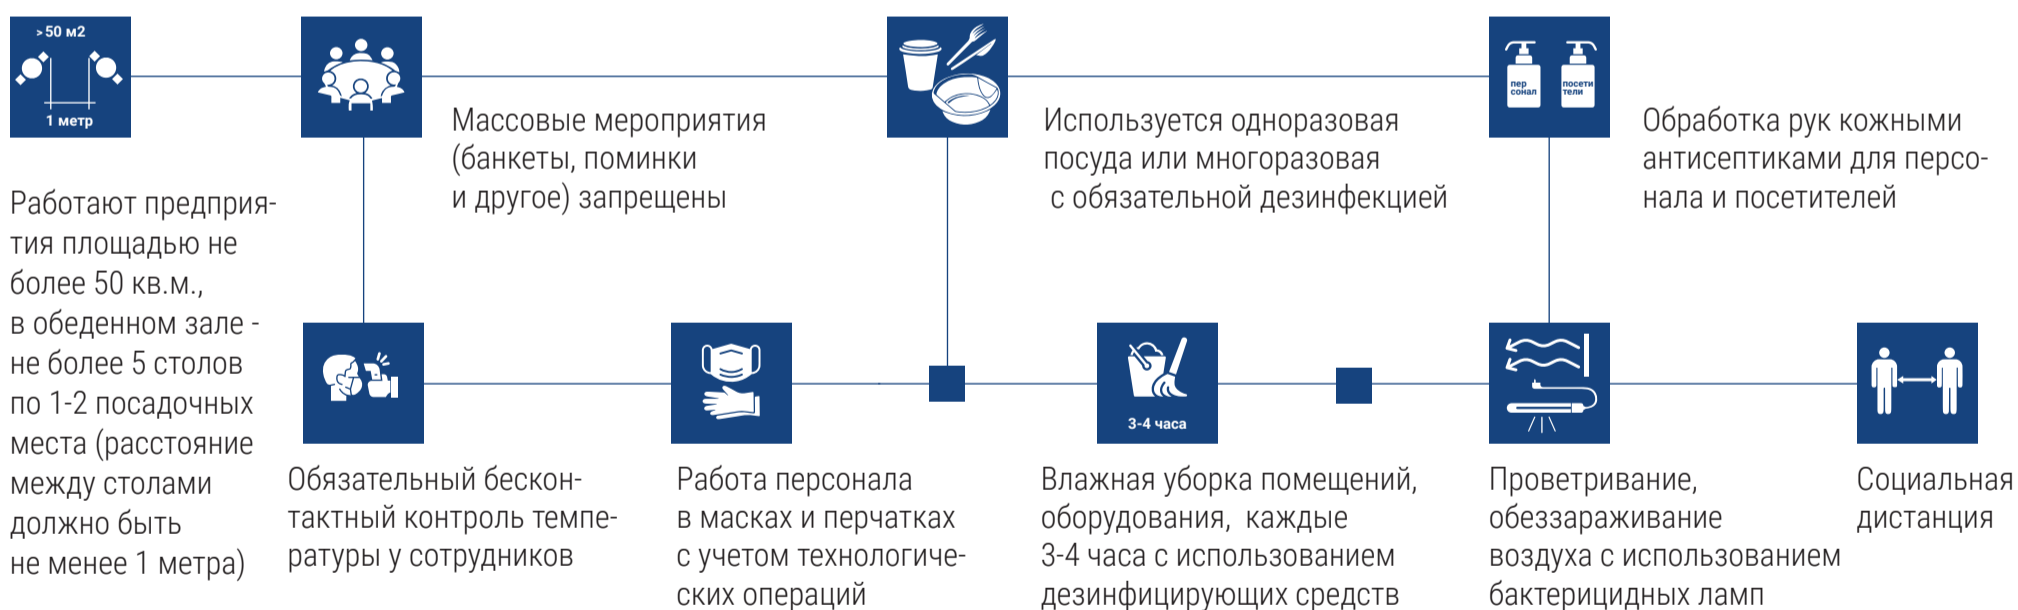 > 50 м2
1 метр
Работают предприя-
тия площадью не
более 50 кв.м.,
в обеденном зале -
не более 5 столов
по 1-2 посадочных
места (расстояние
между столами
должно быть
не менее 1 метра)
Массовые мероприятия
(банкеты, поминки
и другое) запрещены
Используется одноразовая
посуда или многоразовая
с обязательной дезинфекцией
пер
сонал
посети
тели
Обработка рук кожными
антисептиками для персо-
нала и посетителей
Обязательный бескон-
тактный контроль темпе-
ратуры у сотрудников
Работа персонала
в масках и перчатках
с учетом технологиче-
ских операций
3-4 часа
Влажная уборка помещений,
оборудования, каждые
3-4 часа с использованием
дезинфицирующих средств
Проветривание,
обеззараживание
воздуха с использованием
бактерицидных ламп
Социальная
дистанция